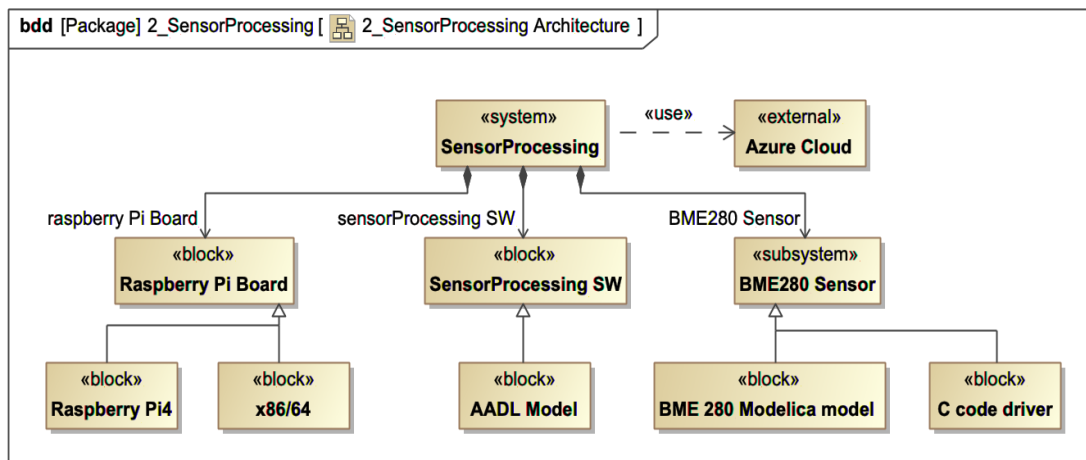 bdd [Package] 2_SensorProcessing [ 2_SensorProcessing Architecture ]
«system»
SensorProcessing
«use»
«external»
Azure Cloud
raspberry Pi Board
sensorProcessing SW
BME280 Sensor
«block»
Raspberry Pi Board
«block»
SensorProcessing SW
«subsystem»
BME280 Sensor
«block»
Raspberry Pi4
«block»
x86/64
«block»
AADL Model
«block»
BME 280 Modelica model
«block»
C code driver